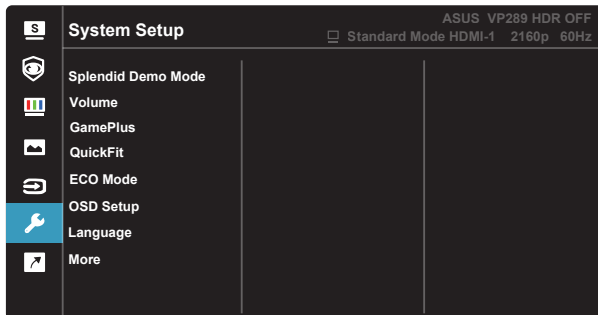 S
System Setup
ASUS VP289 HDR OFF
Standard Mode HDMI-1 2160p 60Hz
Splendid Demo Mode
Volume
GamePlus
QuickFit
ECO Mode
OSD Setup
Language
More